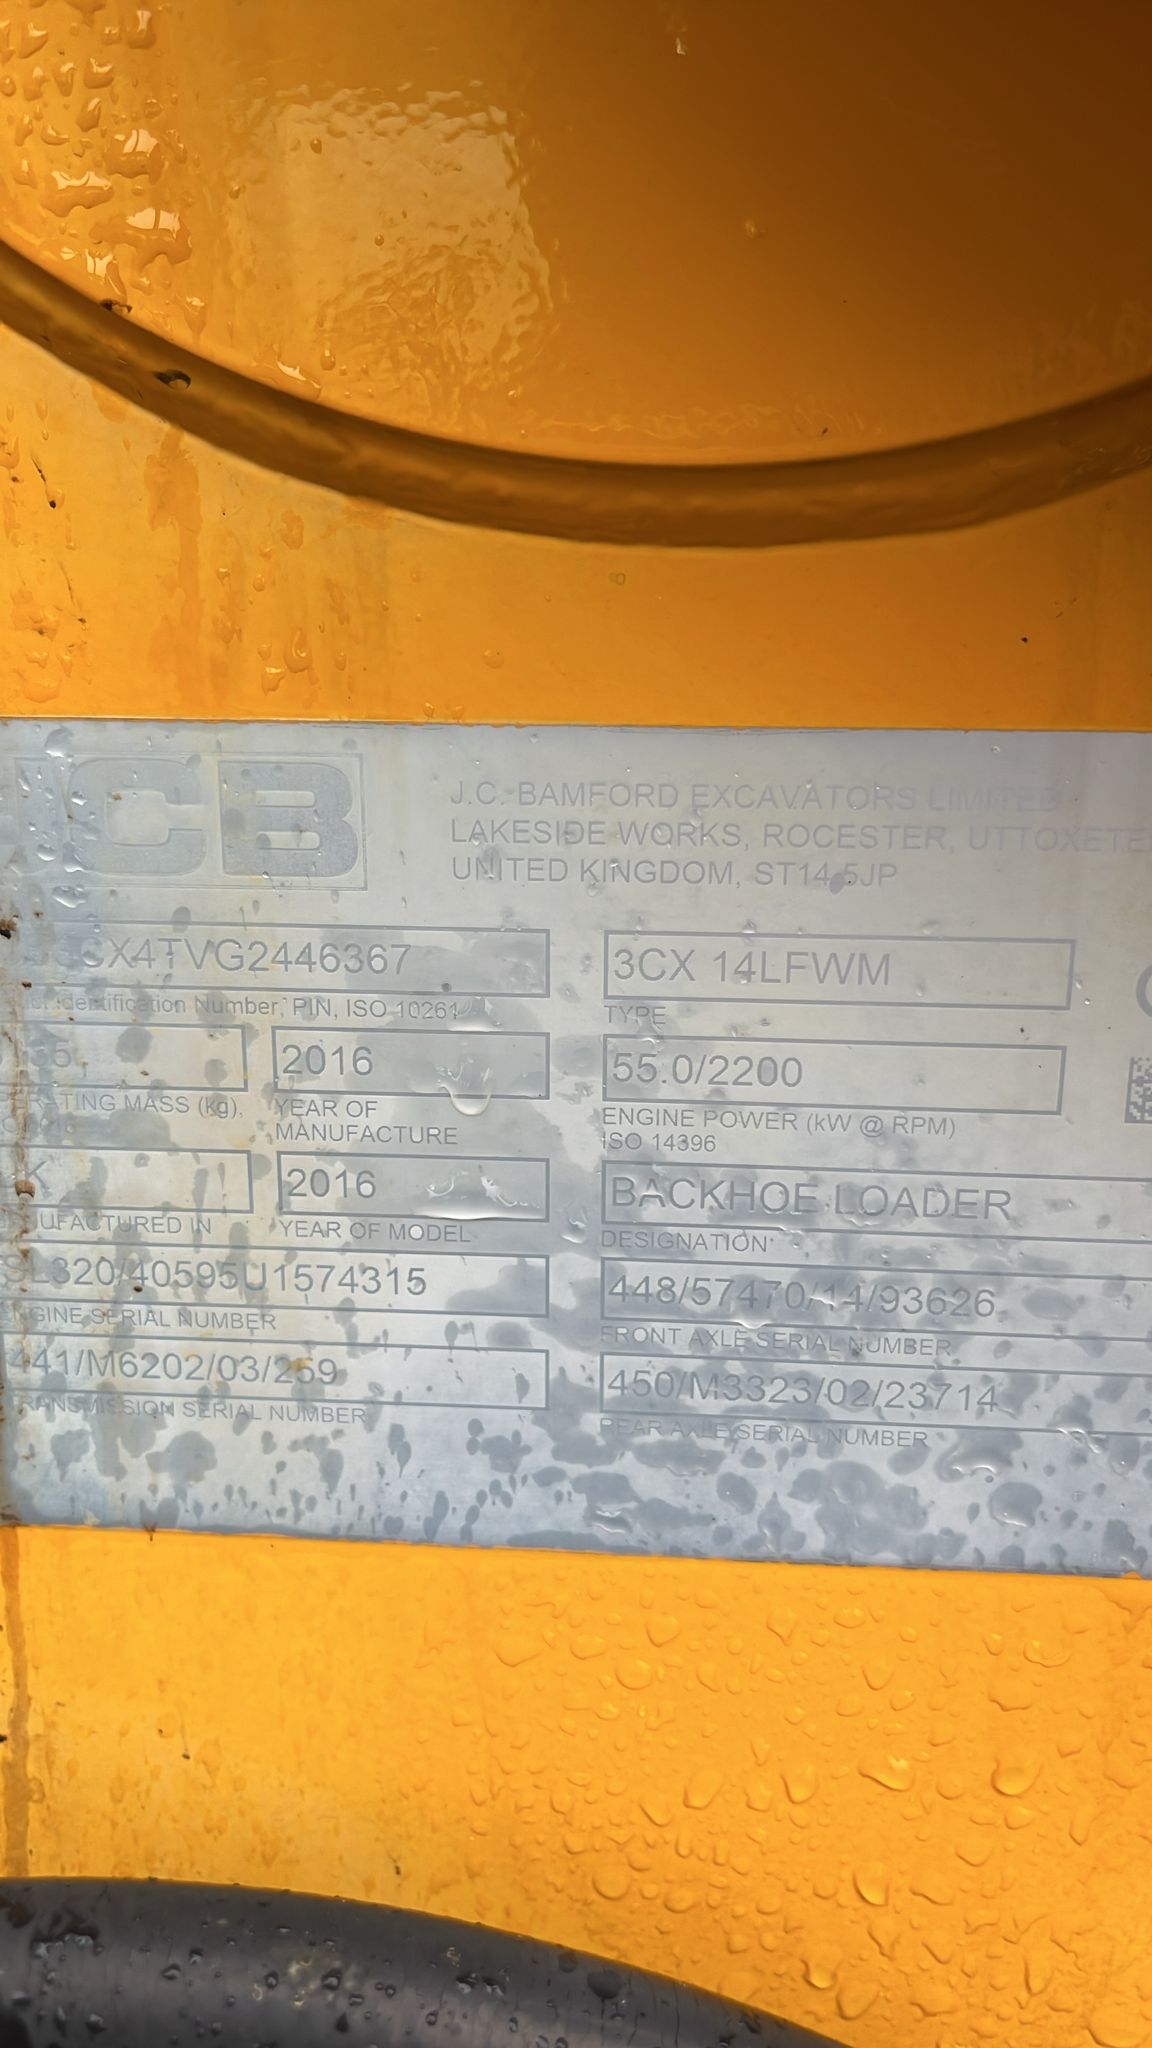 JCB
J.C. BAMFORD EXCAVATORS LIMITED
LAKESIDE WORKS, ROCESTER, UTTOXETE
UNITED KINGDOM, ST14 5JP
CX4TVG2446367
3CX 14LFWM
Identification Number, PIN, ISO 10261
TYPE
2016
55.0/2200
OPERATING MASS (kg),
YEAR OF
MANUFACTURE
ENGINE POWER (kW @ RPM)
ISO 14396
K
2016
BACKHOE LOADER
MANUFACTURED IN
YEAR OF MODEL
DESIGNATION
SL320/40595U1574315
448/57470/14/93626
ENGINE SERIAL NUMBER
FRONT AXLE SERIAL NUMBER
441/M6202/03/259
450/M3323/02/23714
TRANSMISSION SERIAL NUMBER
REAR AXLE SERIAL NUMBER